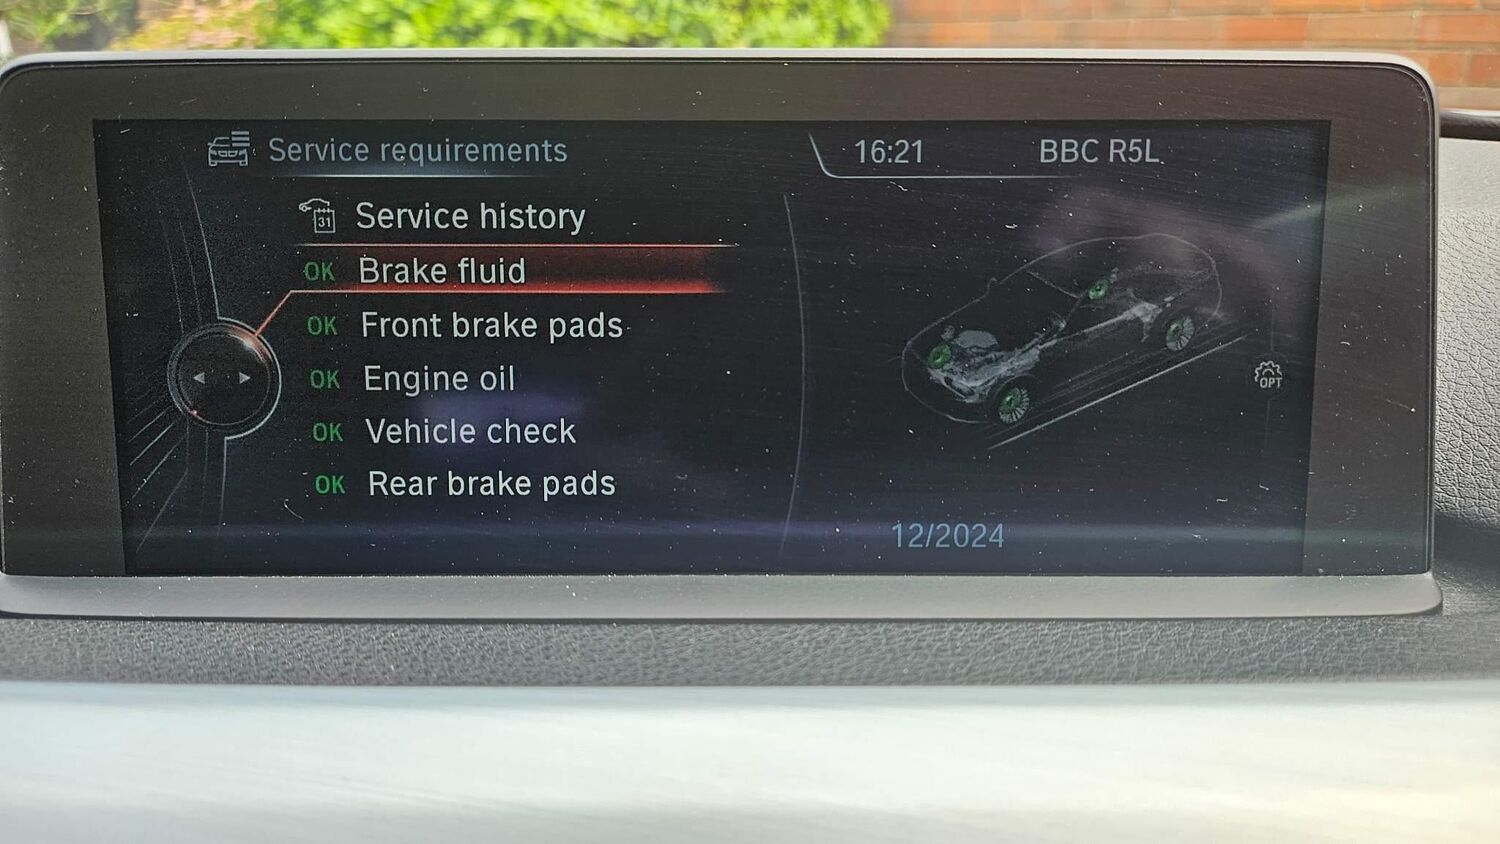 Service requirements
16:21
BBC R5L
31
Service history
OK Brake fluid
OK Front brake pads
OK Engine oil
OK Vehicle check
OK Rear brake pads
OPT
12/2024